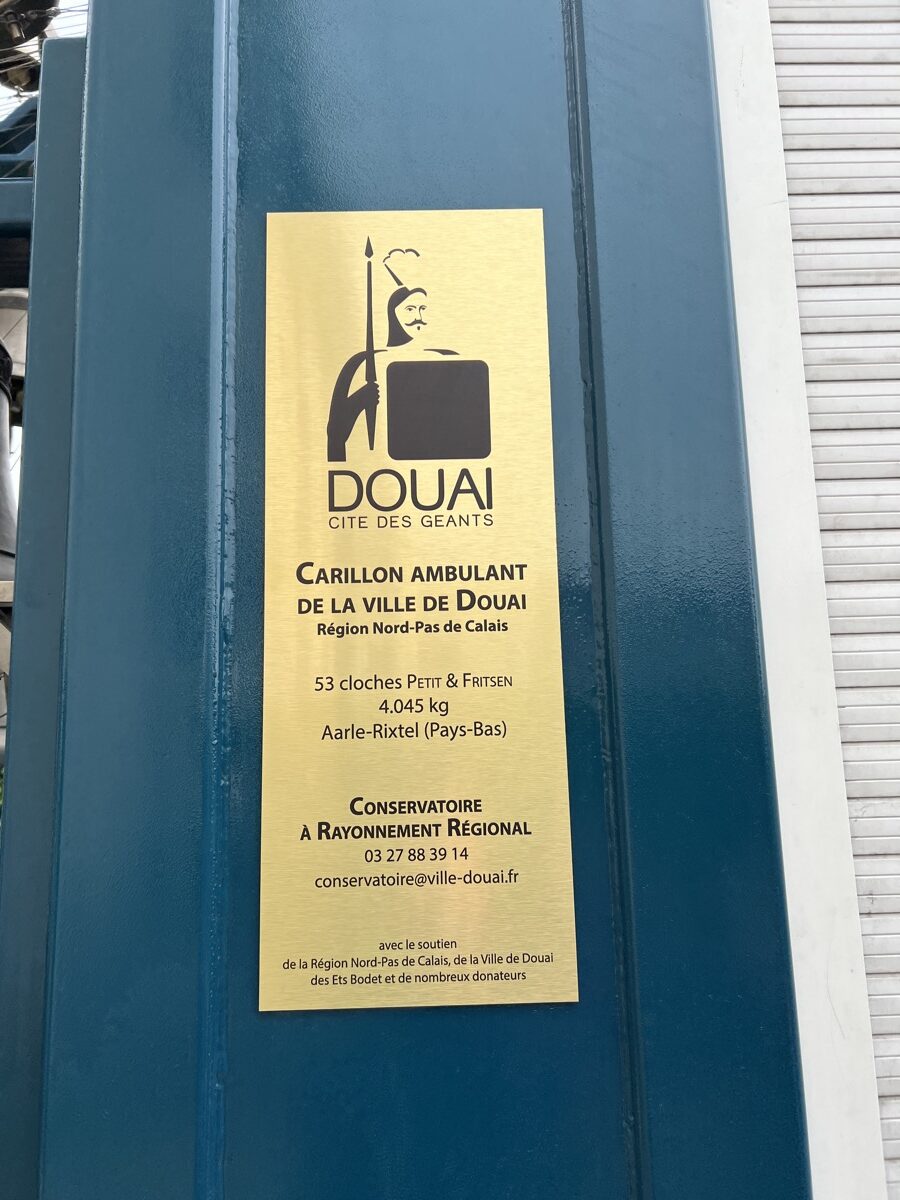 DOUAI
CITE DES GEANTS
CARILLON AMBULANT
DE LA VILLE DE DOUAI
Région Nord-Pas de Calais
53 cloches PETIT & FRITSEN
4.045 kg
Aarle-Rixtel (Pays-Bas)
CONSERVATOIRE
À RAYONNEMENT RÉGIONAL
03 27 88 39 14
conservatoire@ville-douai.fr
avec le soutien
de la Région Nord-Pas de Calais, de la Ville de Douai
des Ets Bodet et de nombreux donateurs